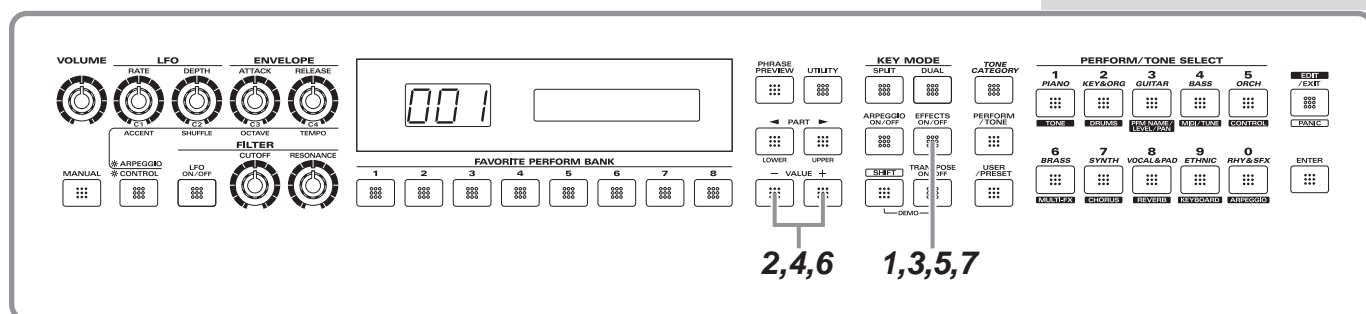 VOLUME
LFO
ENVELOPE
RATE
DEPTH
ATTACK
RELEASE
C1
C2
C3
C4
ACCENT
SHUFFLE
OCTAVE
TEMPO
FILTER
CUTOFF
RESONANCE
MANUAL
ARPEGGIO
CONTROL
LFO
ON/OFF
001
FAVORITE PERFORM BANK
1 2 3 4 5 6 7 8
PHRASE
PREVIEW
UTILITY
◄ PART ►
LOWER
UPPER
− VALUE +
KEY MODE
SPLIT
DUAL
ARPEGGIO
ON/OFF
EFFECTS
ON/OFF
SHIFT
TRANSPOSE
ON/OFF
DEMO
TONE
CATEGORY
PERFORM
/TONE
USER
/PRESET
PERFORM/TONE SELECT
1 2 3 4 5
PIANO KEY&ORG GUITAR BASS ORCH
TONE DRUMS PFM NAME/
LEVEL/PAN
MIDI/TUNE CONTROL
6 7 8 9 0
BRASS SYNTH VOCAL&PAD ETHNIC RHY&SFX
MULTI-FX CHORUS REVERB KEYBOARD ARPEGGIO
EDIT
/EXIT
PANIC
ENTER
2,4,6
1,3,5,7